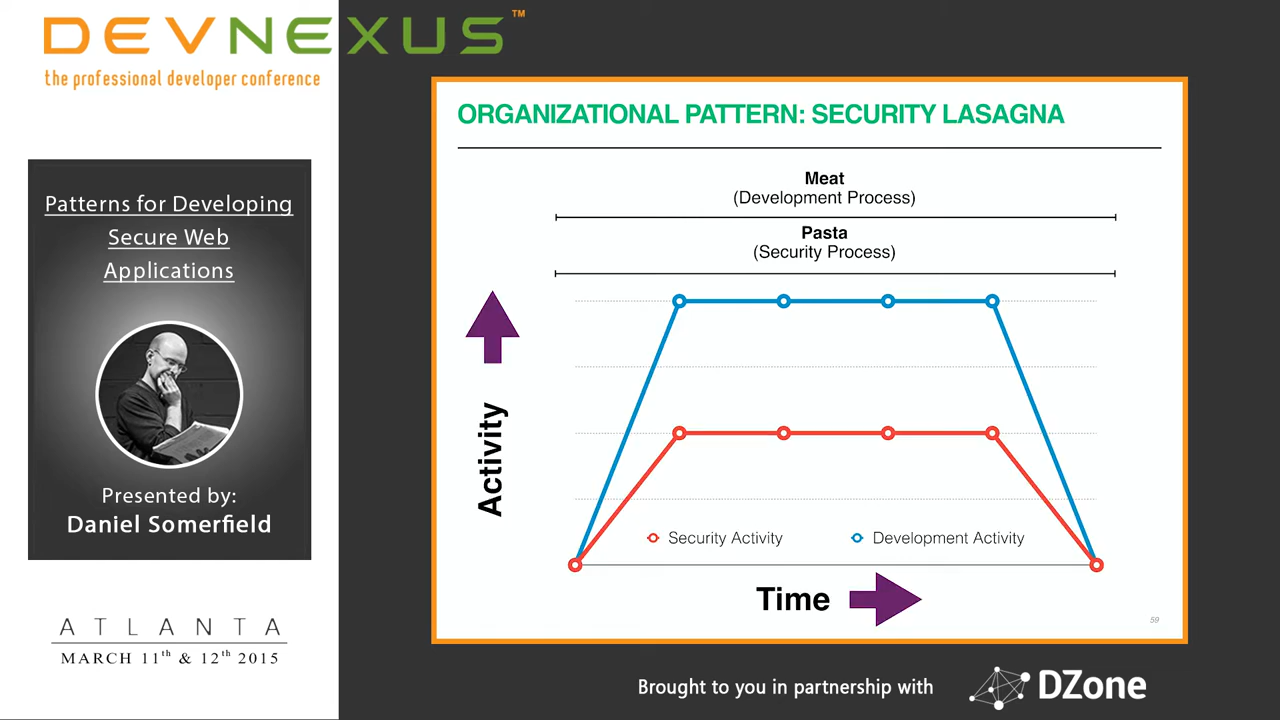 DEVNEXUS™
the professional developer conference
Patterns for Developing
Secure Web
Applications
Presented by:
Daniel Somerfield
ATLANTA
MARCH 11th & 12th 2015
ORGANIZATIONAL PATTERN: SECURITY LASAGNA
Meat
(Development Process)
Pasta
(Security Process)
Activity
Security Activity
Development Activity
Time
59
Brought to you in partnership with
DZone